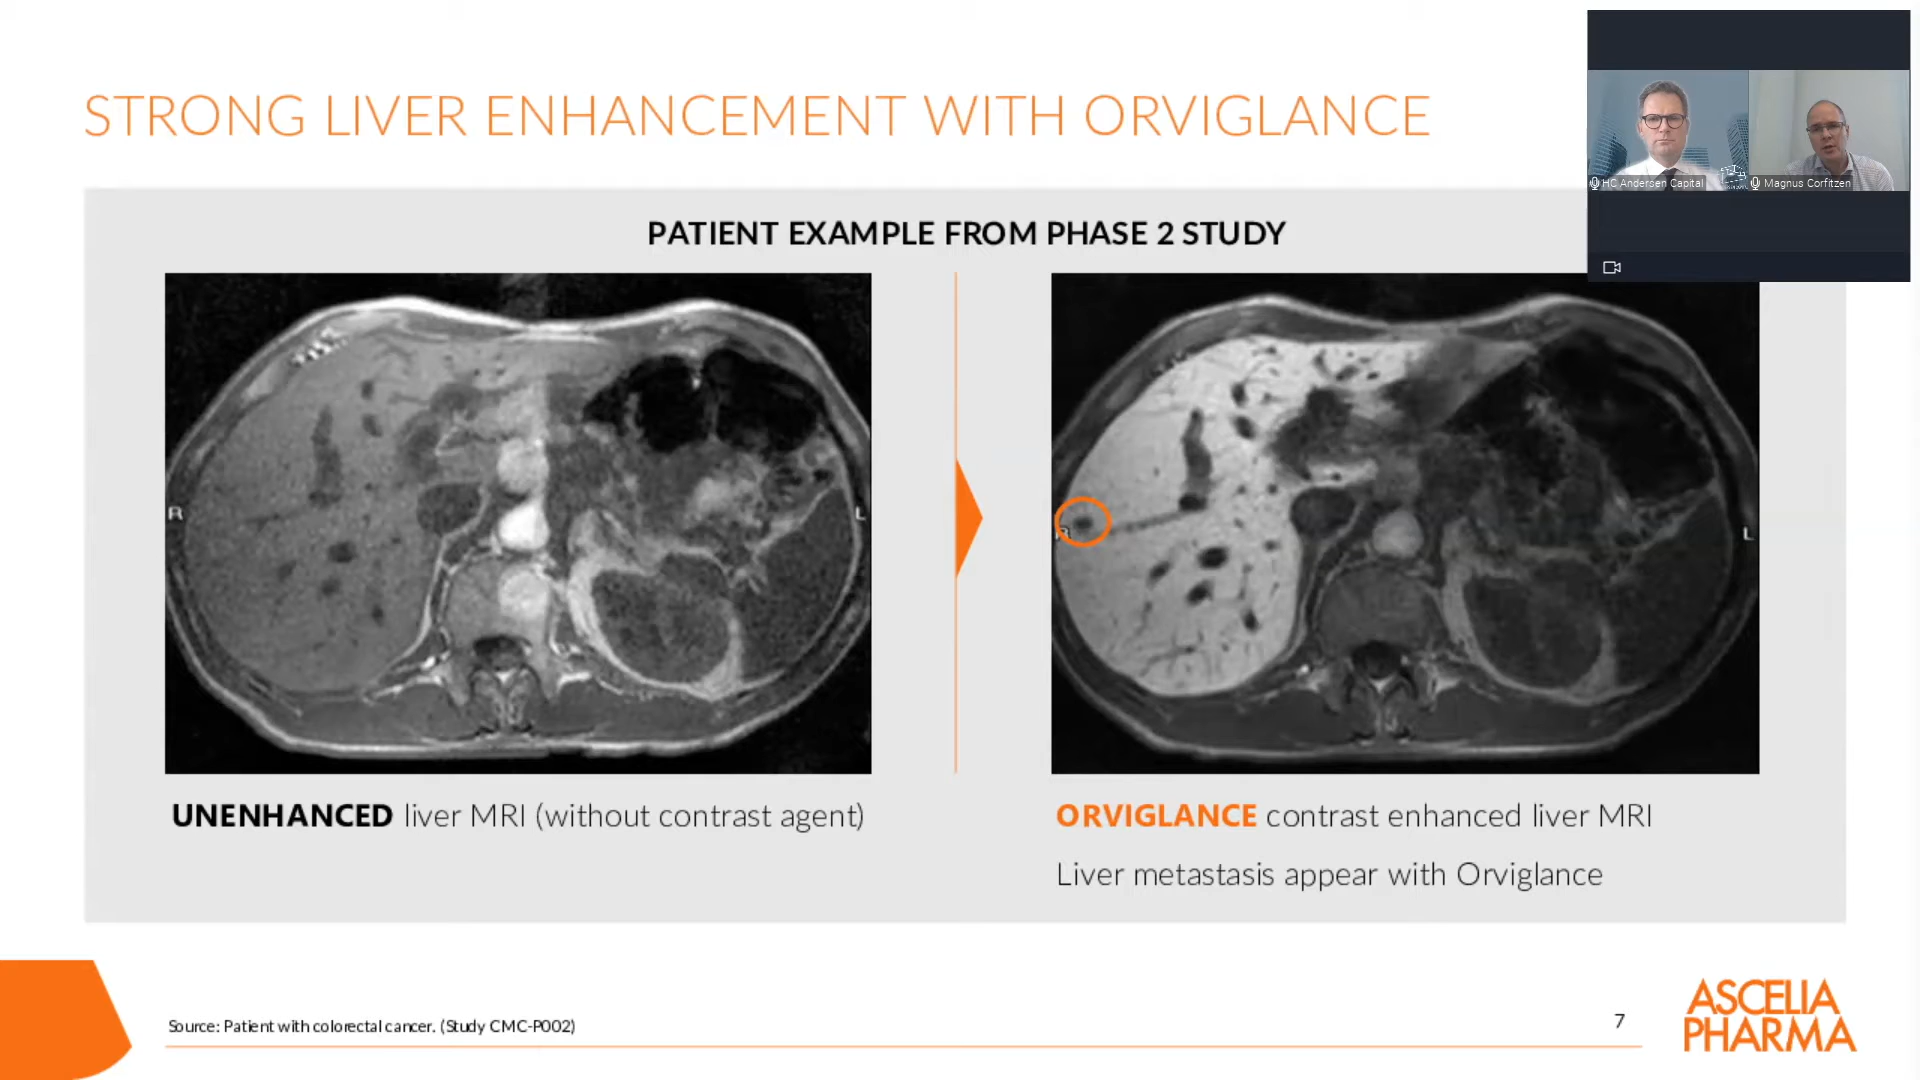 STRONG LIVER ENHANCEMENT WITH ORVIGLANCE
HC Andersen Capital
Magnus Corfitzen
PATIENT EXAMPLE FROM PHASE 2 STUDY
R
L
R
L
UNENHANCED liver MRI (without contrast agent)
ORVIGLANCE contrast enhanced liver MRI
Liver metastasis appear with Orviglance
Source: Patient with colorectal cancer. (Study CMC-P002)
7
ASCELIA
PHARMA